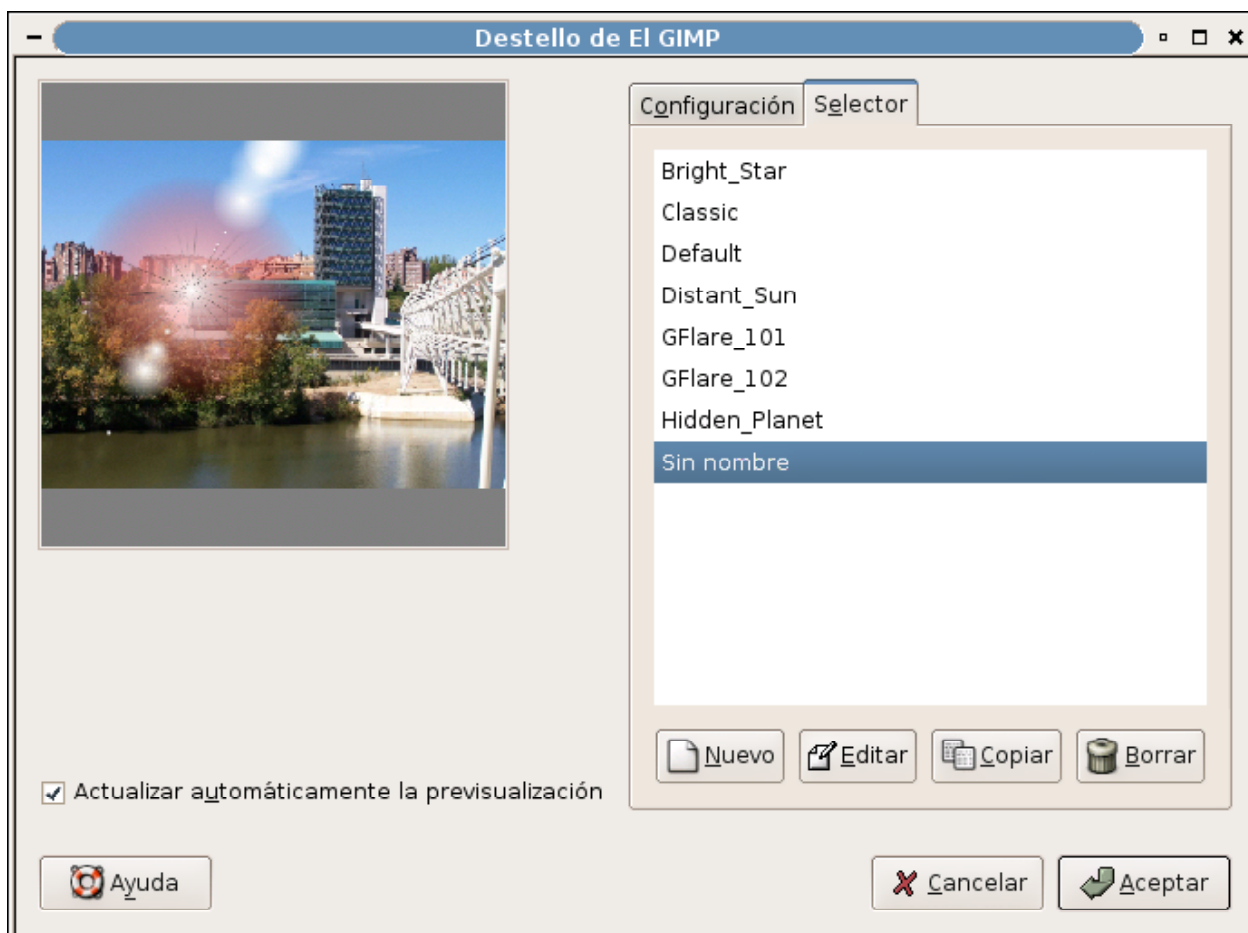 Destello de El GIMP
Configuración
Selector
Bright_Star
Classic
Default
Distant_Sun
GFlare_101
GFlare_102
Hidden_Planet
Sin nombre
Nuevo
Editar
Copiar
Borrar
Actualizar automáticamente la previsualización
Ayuda
Cancelar
Aceptar